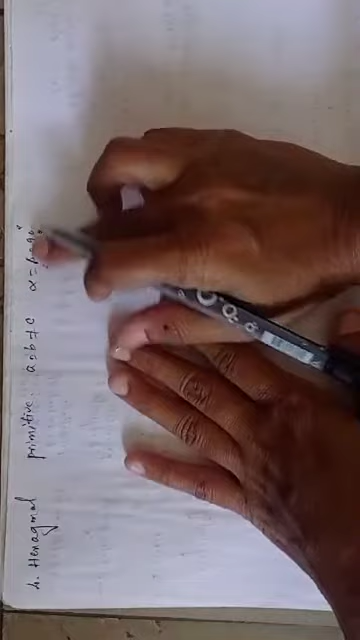 4. Hexagonal primitive. a=b≠c α=β=90°